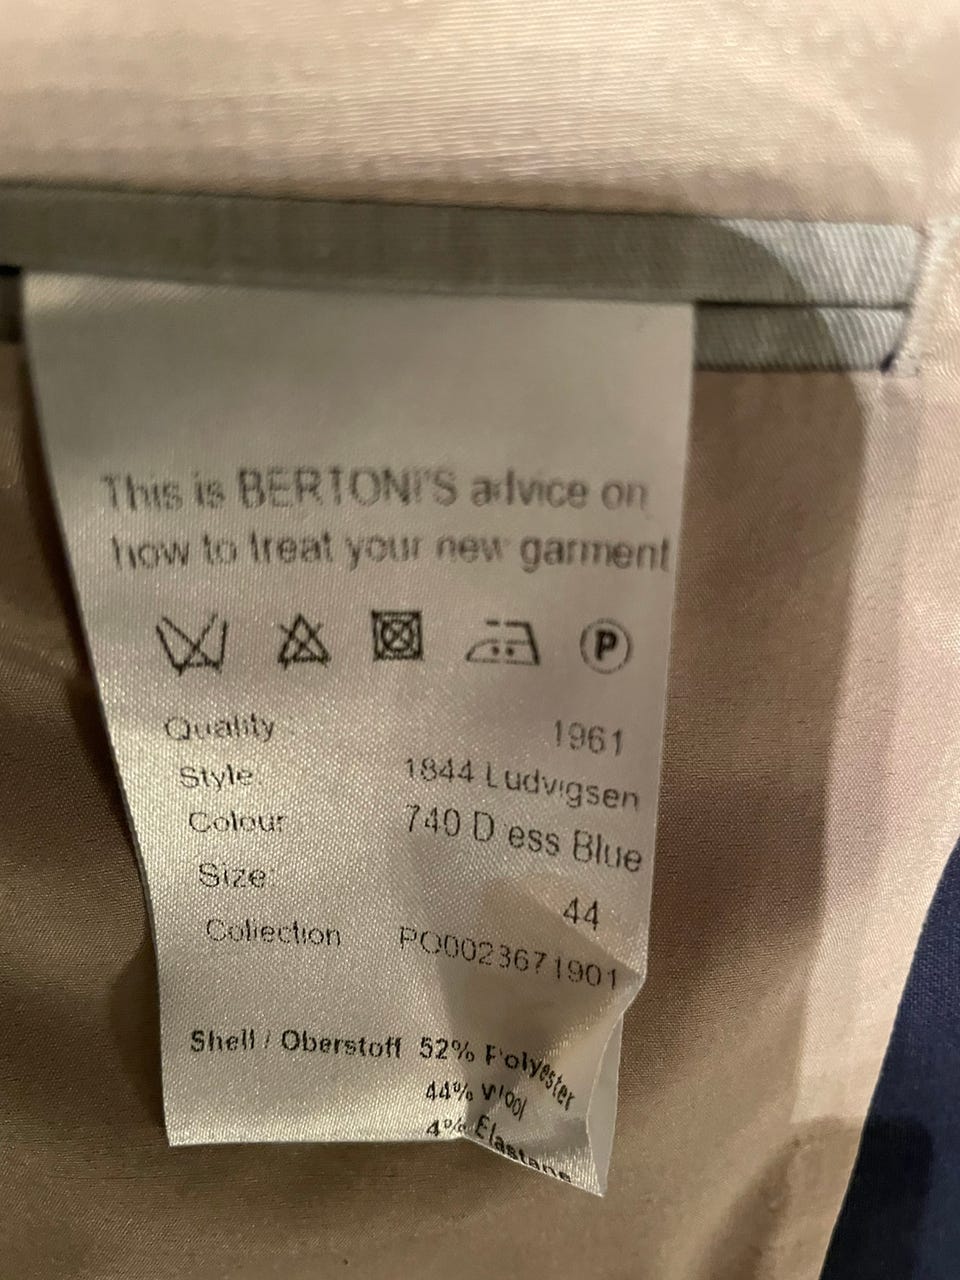 This is BERTONI'S advice on
how to treat your new garment
P
Quality 1961
Style 1844 Ludvigsen
Colour 740 D ess Blue
Size: 44
Collection PO0023671901
Shell / Oberstoff 52% Polyester
44% Wool
4% Elastane